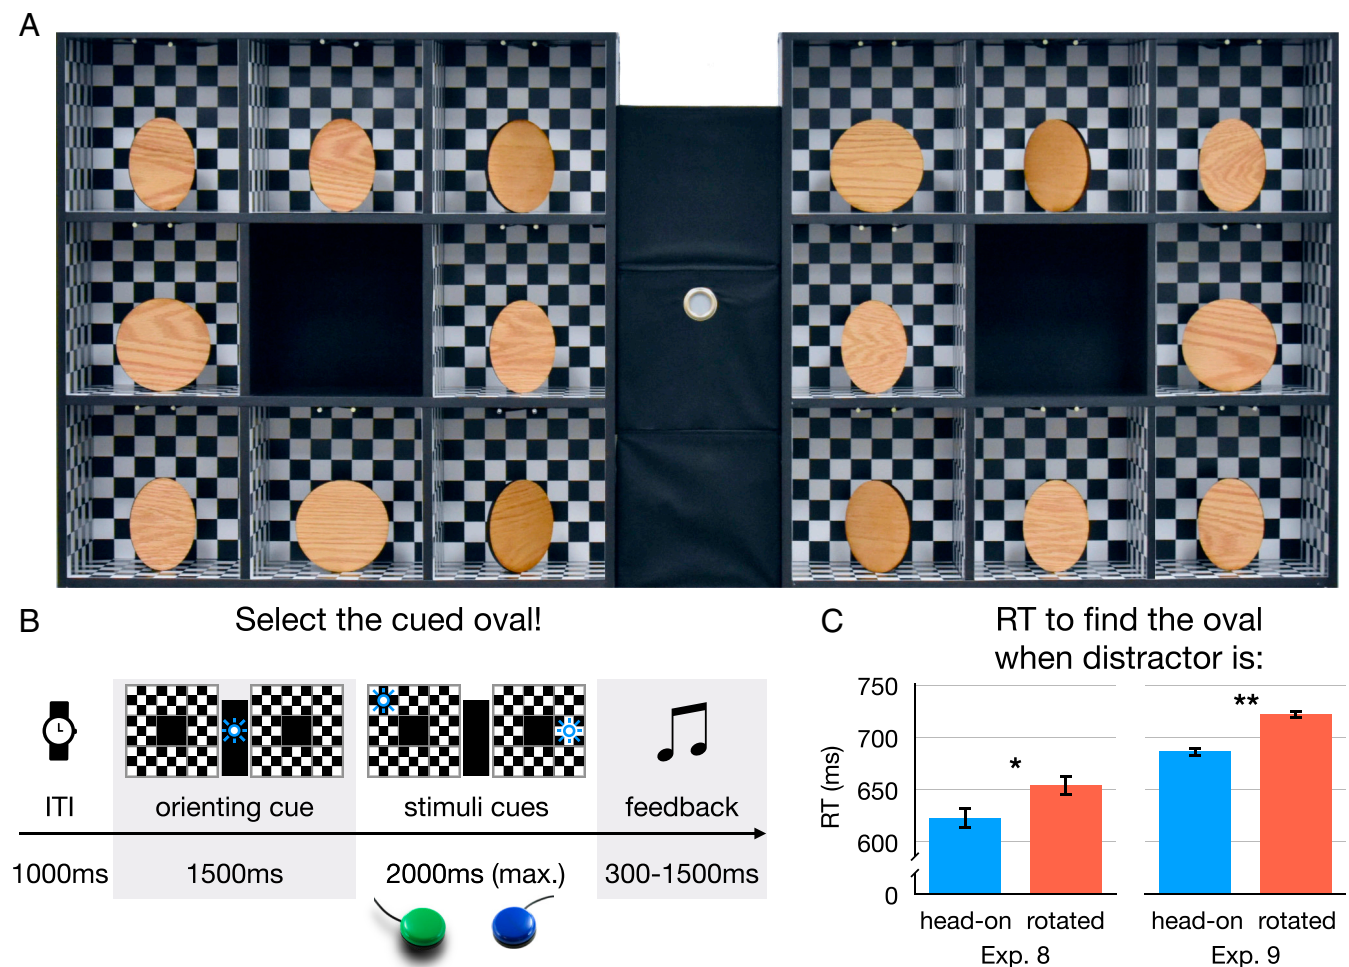 A
B
Select the cued oval!
ITI
orienting cue
stimuli cues
feedback
1000ms
1500ms
2000ms (max.)
300-1500ms
C
RT to find the oval
when distractor is:
RT (ms)
750
700
650
600
0
*
**
head-on rotated
Exp. 8
head-on rotated
Exp. 9